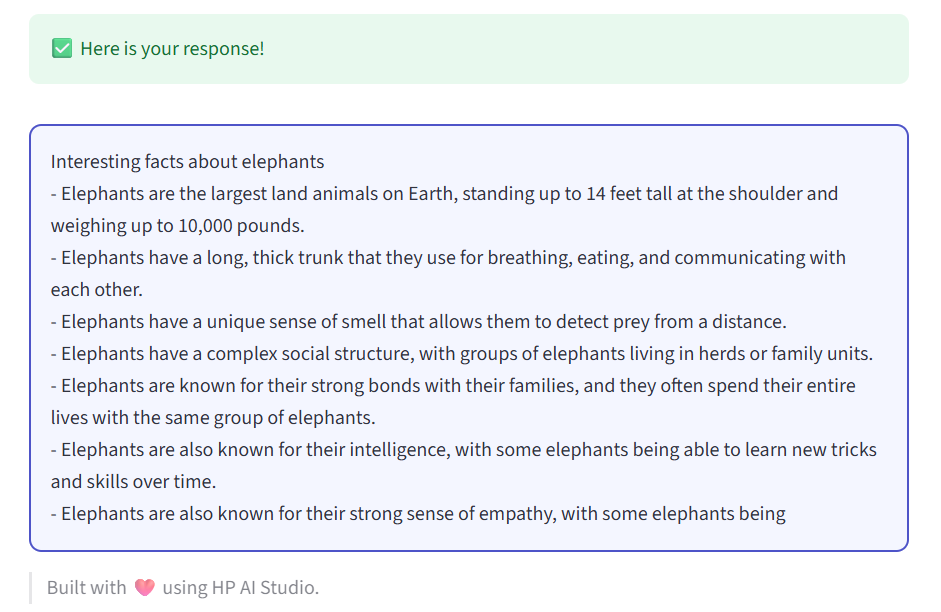 ✅ Here is your response!
Interesting facts about elephants
- Elephants are the largest land animals on Earth, standing up to 14 feet tall at the shoulder and
weighing up to 10,000 pounds.
- Elephants have a long, thick trunk that they use for breathing, eating, and communicating with
each other.
- Elephants have a unique sense of smell that allows them to detect prey from a distance.
- Elephants have a complex social structure, with groups of elephants living in herds or family units.
- Elephants are known for their strong bonds with their families, and they often spend their entire
lives with the same group of elephants.
- Elephants are also known for their intelligence, with some elephants being able to learn new tricks
and skills over time.
- Elephants are also known for their strong sense of empathy, with some elephants being
Built with 💗 using HP AI Studio.